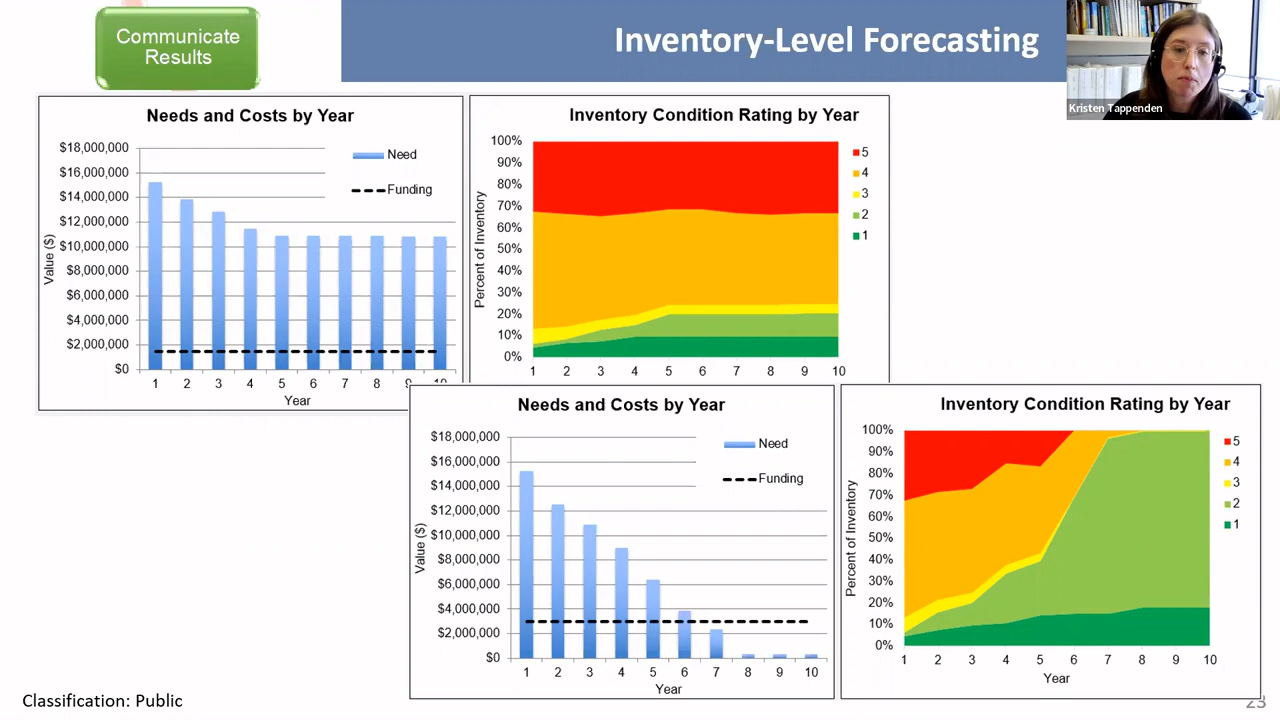 Communicate
Results
Inventory-Level Forecasting
Kristen Tappenden
Needs and Costs by Year
$18,000,000
$16,000,000
$14,000,000
$12,000,000
$10,000,000
$8,000,000
$6,000,000
$4,000,000
$2,000,000
$0
Value ($)
Need
Funding
1 2 3 4 5 6 7 8 9 10
Year
Inventory Condition Rating by Year
100%
90%
80%
70%
60%
50%
40%
30%
20%
10%
0%
Percent of Inventory
5
4
3
2
1
1 2 3 4 5 6 7 8 9 10
Needs and Costs by Year
$18,000,000
$16,000,000
$14,000,000
$12,000,000
$10,000,000
$8,000,000
$6,000,000
$4,000,000
$2,000,000
$0
Value ($)
Need
Funding
1 2 3 4 5 6 7 8 9 10
Year
Inventory Condition Rating by Year
100%
90%
80%
70%
60%
50%
40%
30%
20%
10%
0%
Percent of Inventory
5
4
3
2
1
1 2 3 4 5 6 7 8 9 10
Year
Classification: Public
23